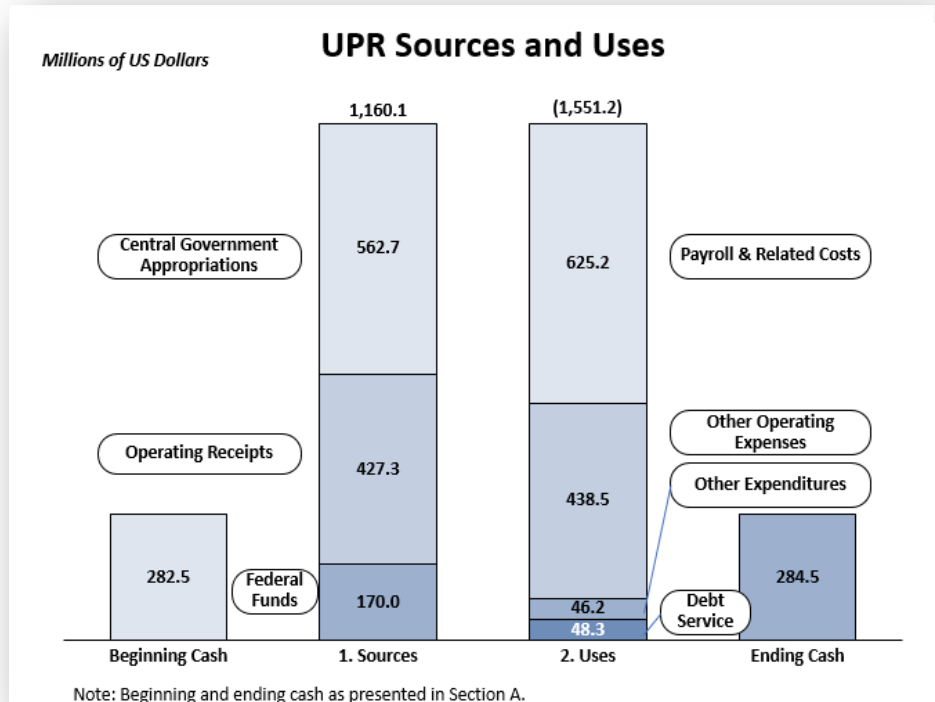 UPR Sources and Uses
Millions of US Dollars
1,160.1
(1,551.2)
Central Government
Appropriations
562.7
625.2
Payroll & Related Costs
Operating Receipts
427.3
438.5
Other Operating
Expenses
Other Expenditures
282.5
Federal
Funds
170.0
46.2
48.3
Debt
Service
284.5
Beginning Cash
1. Sources
2. Uses
Ending Cash
Note: Beginning and ending cash as presented in Section A.